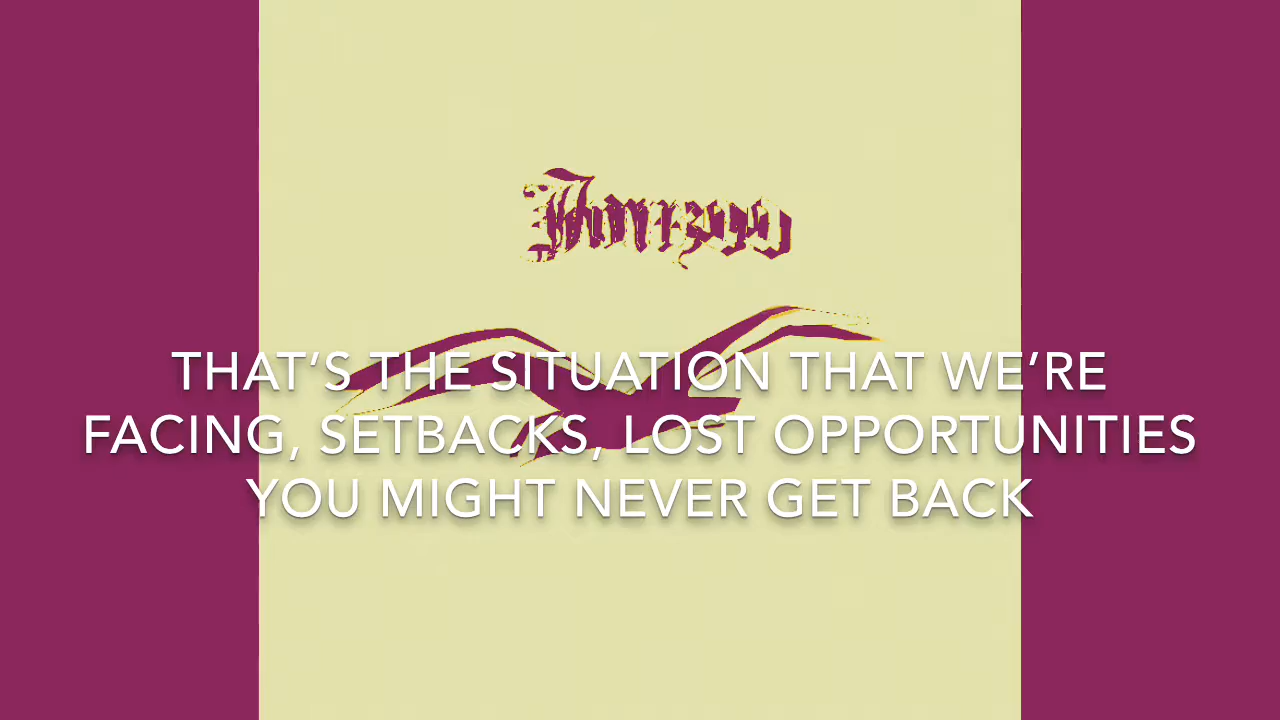 THAT’S THE SITUATION THAT WE’RE
FACING, SETBACKS, LOST OPPORTUNITIES
YOU MIGHT NEVER GET BACK